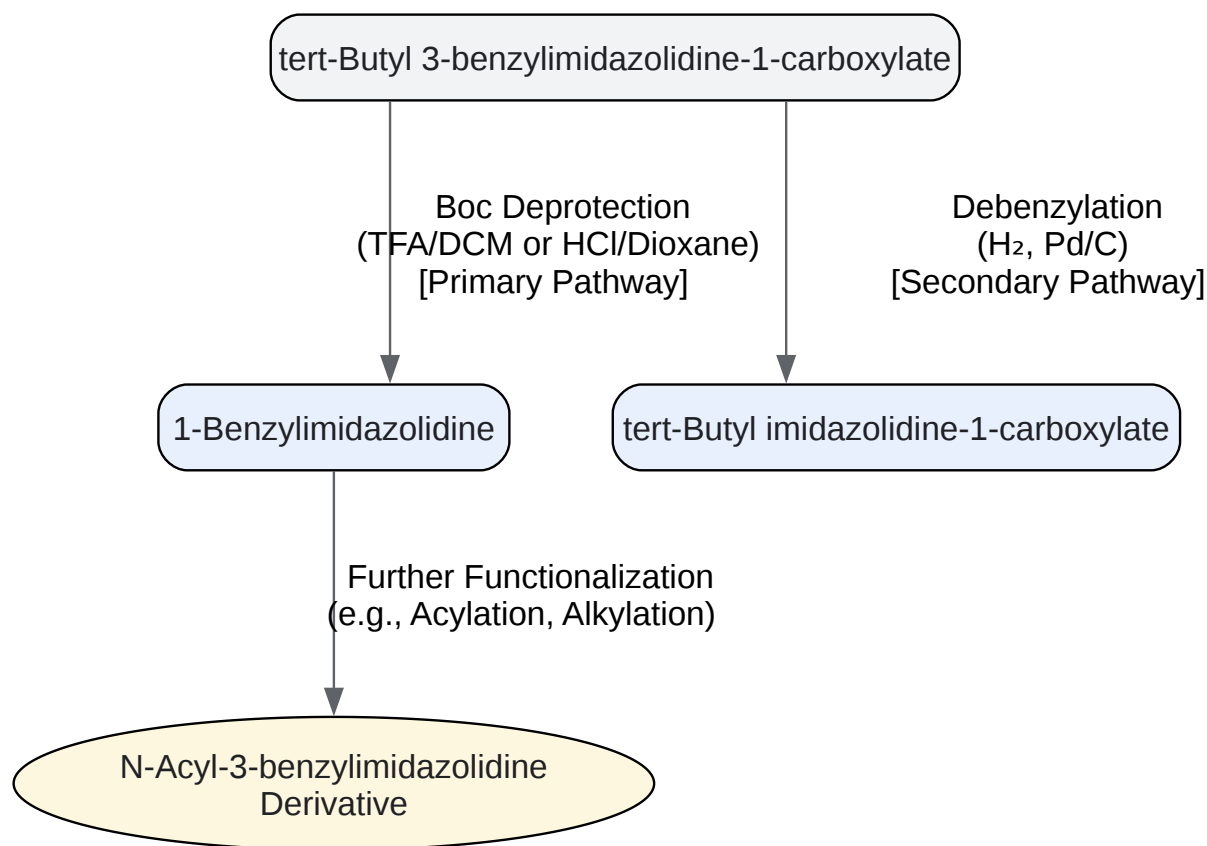 tert-Butyl 3-benzylimidazolidine-1-carboxylate
Boc Deprotection
(TFA/DCM or HCl/Dioxane)
[Primary Pathway]
Debenzylation
(H₂, Pd/C)
[Secondary Pathway]
1-Benzylimidazolidine
tert-Butyl imidazolidine-1-carboxylate
Further Functionalization
(e.g., Acylation, Alkylation)
N-Acyl-3-benzylimidazolidine
Derivative